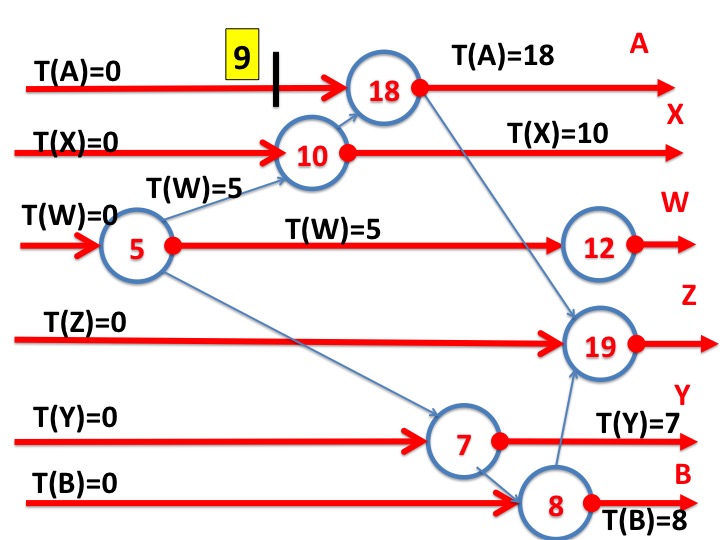 9
A
T(A)=0
T(A)=18
18
X
T(X)=0
T(X)=10
10
T(W)=5
W
T(W)=0
T(W)=5
5
12
Z
T(Z)=0
19
Y
T(Y)=0
T(Y)=7
7
B
T(B)=0
8
T(B)=8